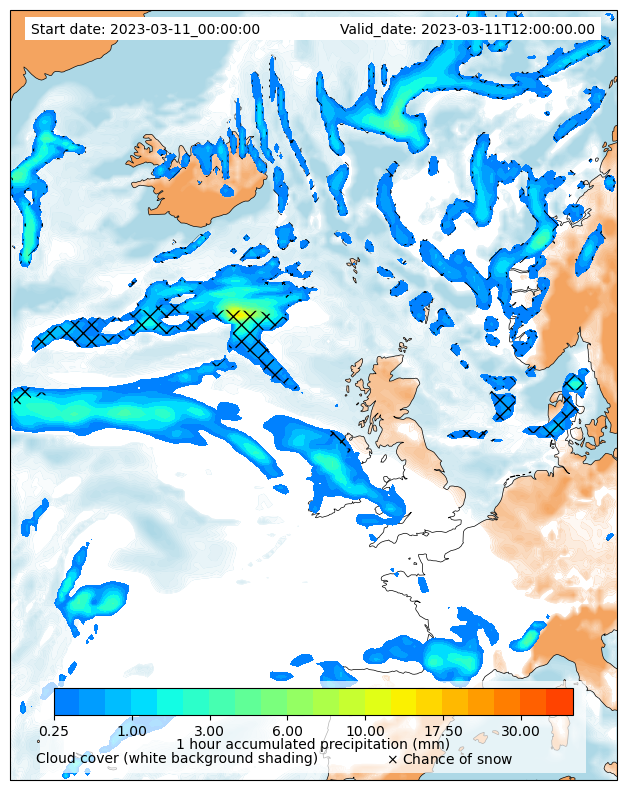 Start date: 2023-03-11_00:00:00 Valid_date: 2023-03-11T12:00:00.00
0.25 1.00 3.00 6.00 10.00 17.50 30.00
1 hour accumulated precipitation (mm)
Cloud cover (white background shading) × Chance of snow